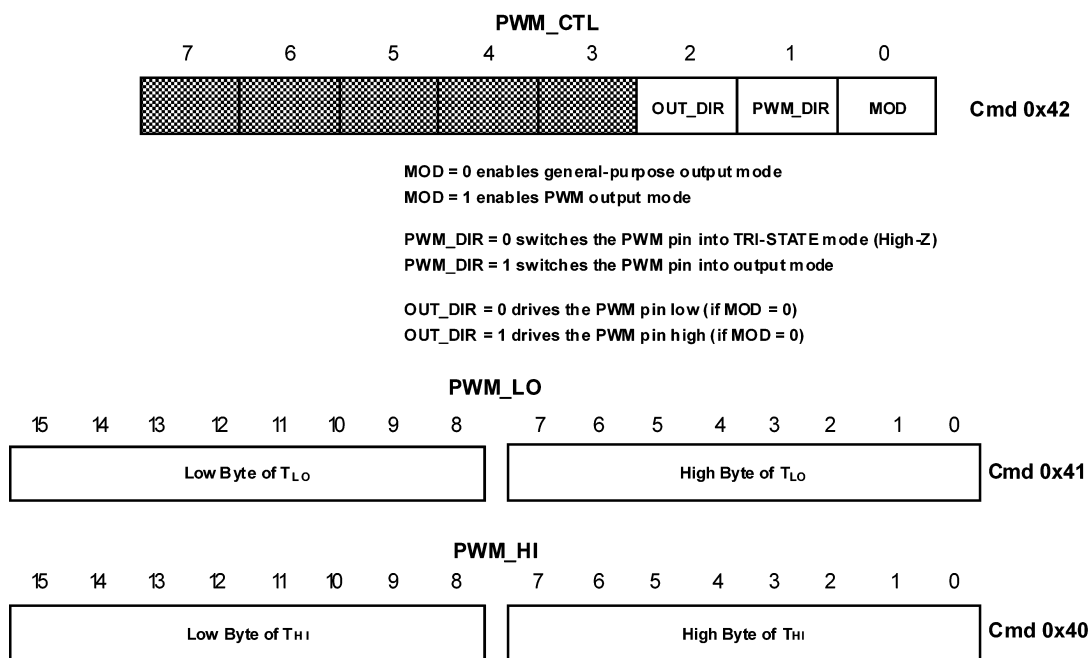 PWM_CTL
7 6 5 4 3 2 1 0
OUT_DIR PWM_DIR MOD Cmd 0x42
MOD = 0 enables general-purpose output mode
MOD = 1 enables PWM output mode
PWM_DIR = 0 switches the PWM pin into TRI-STATE mode (High-Z)
PWM_DIR = 1 switches the PWM pin into output mode
OUT_DIR = 0 drives the PWM pin low (if MOD = 0)
OUT_DIR = 1 drives the PWM pin high (if MOD = 0)
PWM_LO
15 14 13 12 11 10 9 8 7 6 5 4 3 2 1 0
Low Byte of TLO High Byte of TLO Cmd 0x41
PWM_HI
15 14 13 12 11 10 9 8 7 6 5 4 3 2 1 0
Low Byte of THI High Byte of THI Cmd 0x40